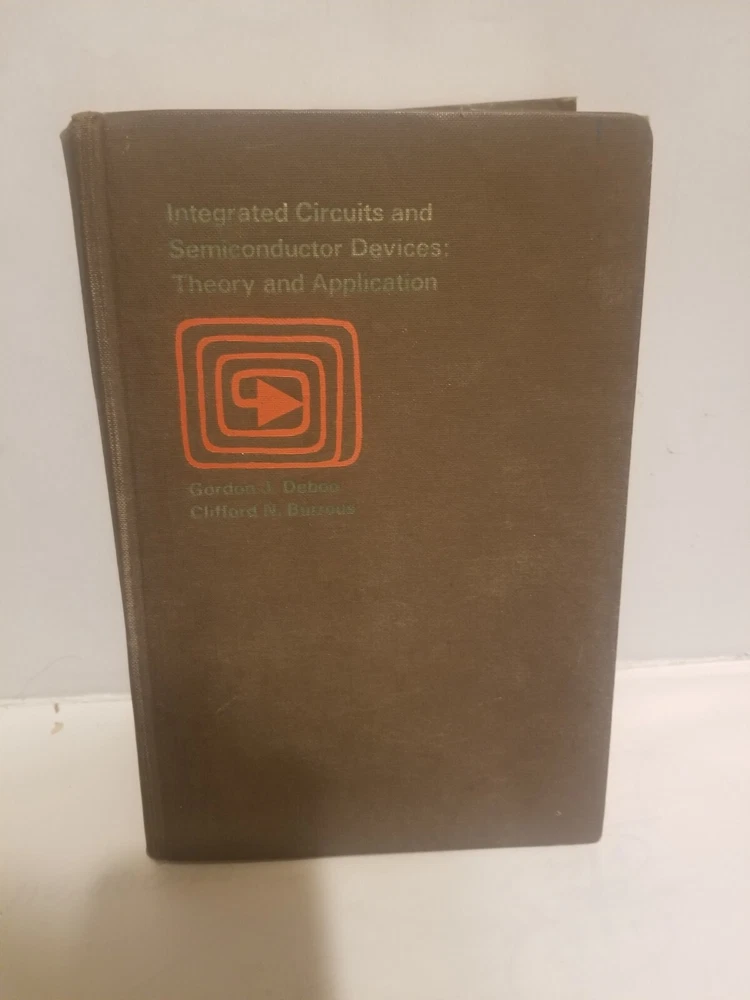 Integrated Circuits and
Semiconductor Devices:
Theory and Application
Gordon J. Deboo
Clifford N. Burrous